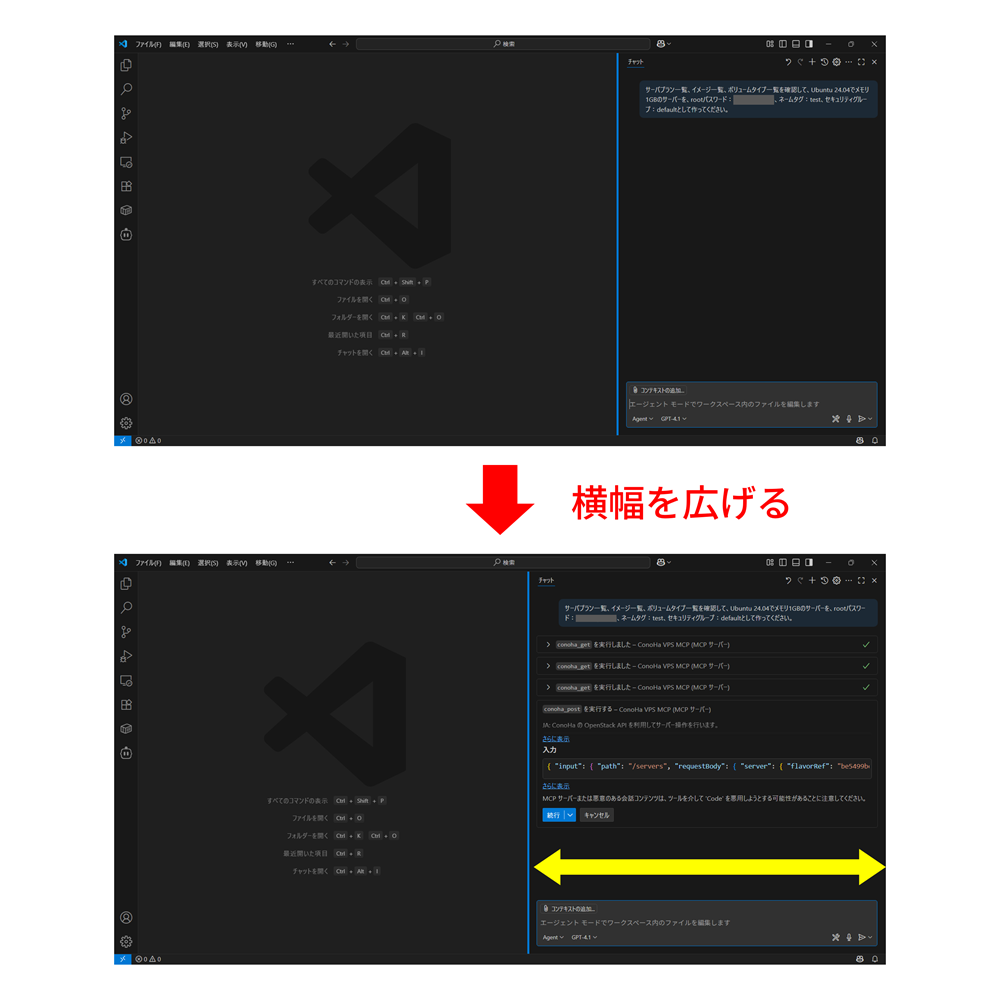 ファイル(F) 編集(E) 選択(S) 表示(V) 移動(G) … 検索
チャット
サーバプラン一覧、イメージ一覧、ボリュームタイプ一覧を確認して、Ubuntu 24.04でメモリ
1GBのサーバーを、rootパスワード： 、ネームタグ：test、セキュリティグルー
プ：defaultとして作ってください。
すべてのコマンドの表示 Ctrl + Shift + P
ファイルを開く Ctrl + O
フォルダーを開く Ctrl + K Ctrl + O
最近開いた項目 Ctrl + R
チャットを開く Ctrl + Alt + I
コンテキストの追加...
エージェント モードでワークスペース内のファイルを編集します
Agent GPT-4.1
0 0
横幅を広げる
ファイル(F) 編集(E) 選択(S) 表示(V) 移動(G) … 検索
チャット
サーバプラン一覧、イメージ一覧、ボリュームタイプ一覧を確認して、Ubuntu 24.04でメモリ1GBのサーバーを、rootパスワー
ド： 、ネームタグ：test、セキュリティグループ：defaultとして作ってください。
conoha_get を実行しました – ConoHa VPS MCP (MCP サーバー)
conoha_get を実行しました – ConoHa VPS MCP (MCP サーバー)
conoha_get を実行しました – ConoHa VPS MCP (MCP サーバー)
conoha_post を実行する – ConoHa VPS MCP (MCP サーバー)
JA: ConoHa の OpenStack API を利用してサーバー操作を行います。
さらに表示
入力
{ "input": { "path": "/servers", "requestBody": { "server": { "flavorRef": "be5499b
さらに表示
MCP サーバーまたは悪意のある会話コンテンツは、ツールを介して 'Code' を悪用しようとする可能性があることに注意してください。
続行 キャンセル
すべてのコマンドの表示 Ctrl + Shift + P
ファイルを開く Ctrl + O
フォルダーを開く Ctrl + K Ctrl + O
最近開いた項目 Ctrl + R
チャットを開く Ctrl + Alt + I
コンテキストの追加...
エージェント モードでワークスペース内のファイルを編集します
Agent GPT-4.1
0 0